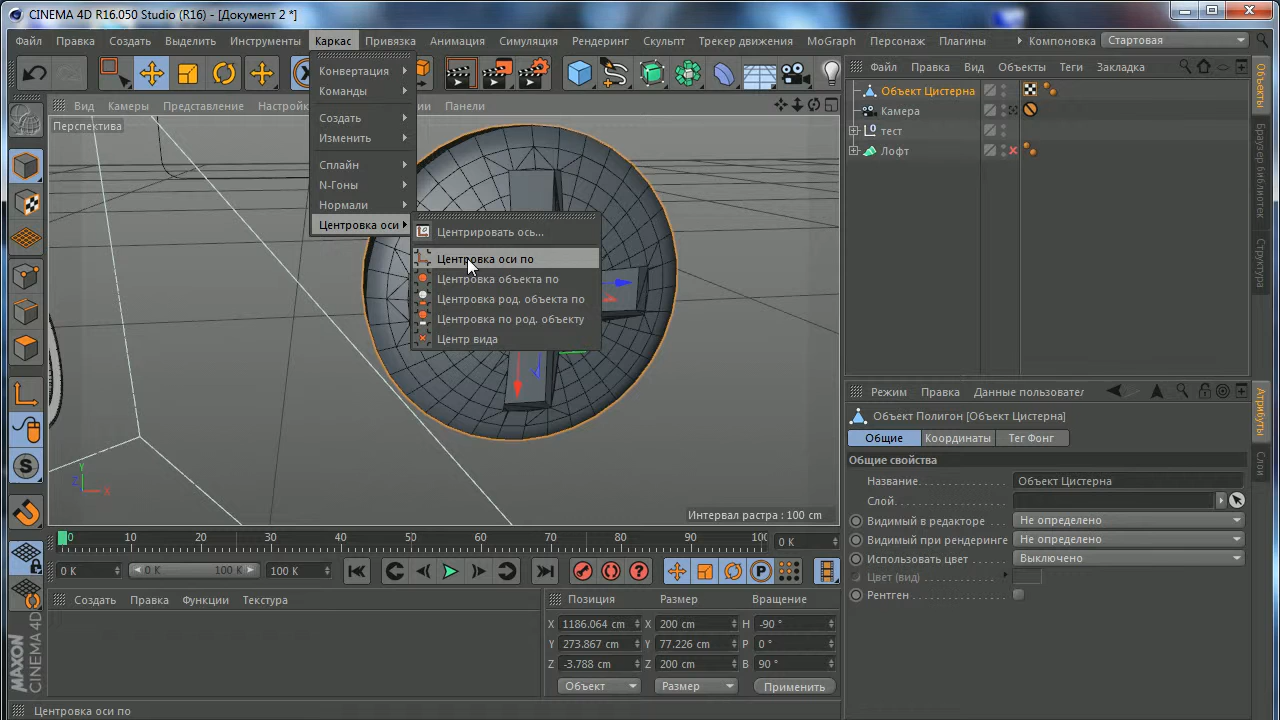 CINEMA 4D R16.050 Studio (R16) - [Документ 2 *]
Файл Правка Создать Выделить Инструменты Каркас Привязка Анимация Симуляция Рендеринг Скульпт Трекер движения MoGraph Персонаж Плагины Компоновка Стартовая
Файл Правка Вид Объекты Теги Закладка
Вид Камеры Представление Настройк Панели
Перспектива
Конвертация
Команды
Создать
Изменить
Сплайн
N-Гоны
Нормали
Центровка оси
Центрировать ось...
Центровка оси по
Центровка объекта по
Центровка род. объекта по
Центровка по род. объекту
Центр вида
Y
Z X
Интервал растра : 100 cm
Объект Цистерна
Камера
тест
Лофт
Объекты
Браузер библиотек
Структура
Режим Правка Данные пользовател
Объект Полигон [Объект Цистерна]
Общие Координаты Тег Фонг
Общие свойства
Название Объект Цистерна
Слой
Видимый в редакторе Не определено
Видимый при рендеринге Не определено
Использовать цвет Выключено
Цвет (вид)
Рентген
Атрибуты
Слои
0 10 20 30 40 50 60 70 80 90 100 0 K
0 K 0 K 100 K 100 K
Создать Правка Функции Текстура
Позиция Размер Вращение
X 1186.064 cm X 200 cm H -90 °
Y 273.867 cm Y 77.226 cm P 0 °
Z -3.788 cm Z 200 cm B 90 °
Объект Размер Применить
MAXON
CINEMA 4D
Центровка оси по